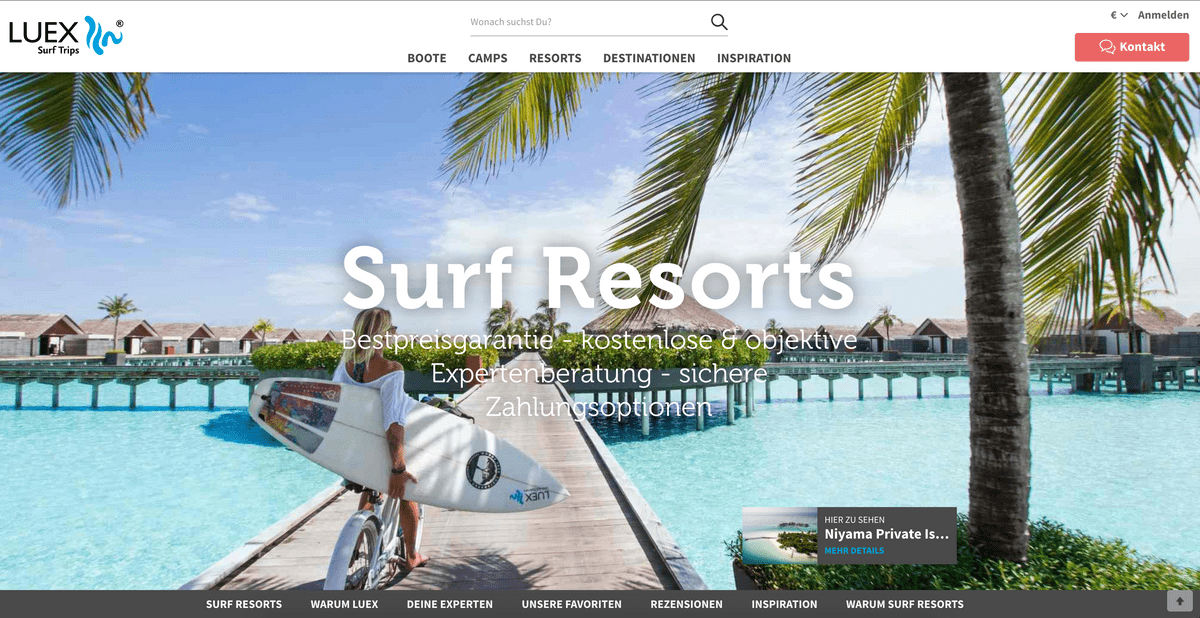 LUEX ®
Surf Trips
Wonach suchst Du?
€
Anmelden
Kontakt
BOOTE CAMPS RESORTS DESTINATIONEN INSPIRATION
Surf Resorts
Bestpreisgarantie - kostenlose & objektive
Expertenberatung - sichere
Zahlungsoptionen
LUEX
HIER ZU SEHEN
Niyama Private Is...
MEHR DETAILS
SURF RESORTS WARUM LUEX DEINE EXPERTEN UNSERE FAVORITEN REZENSIONEN INSPIRATION WARUM SURF RESORTS